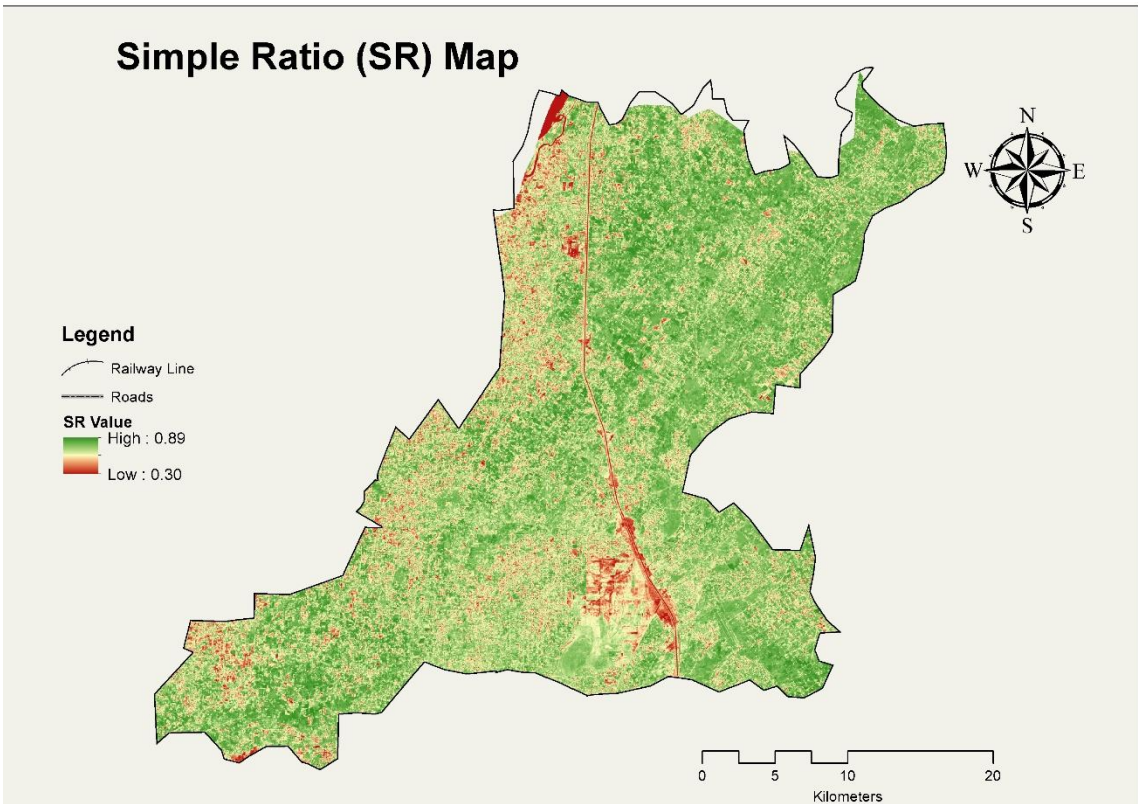 Simple Ratio (SR) Map
N
W E
S
Legend
Railway Line
Roads
SR Value
High : 0.89
Low : 0.30
0 5 10 20
Kilometers